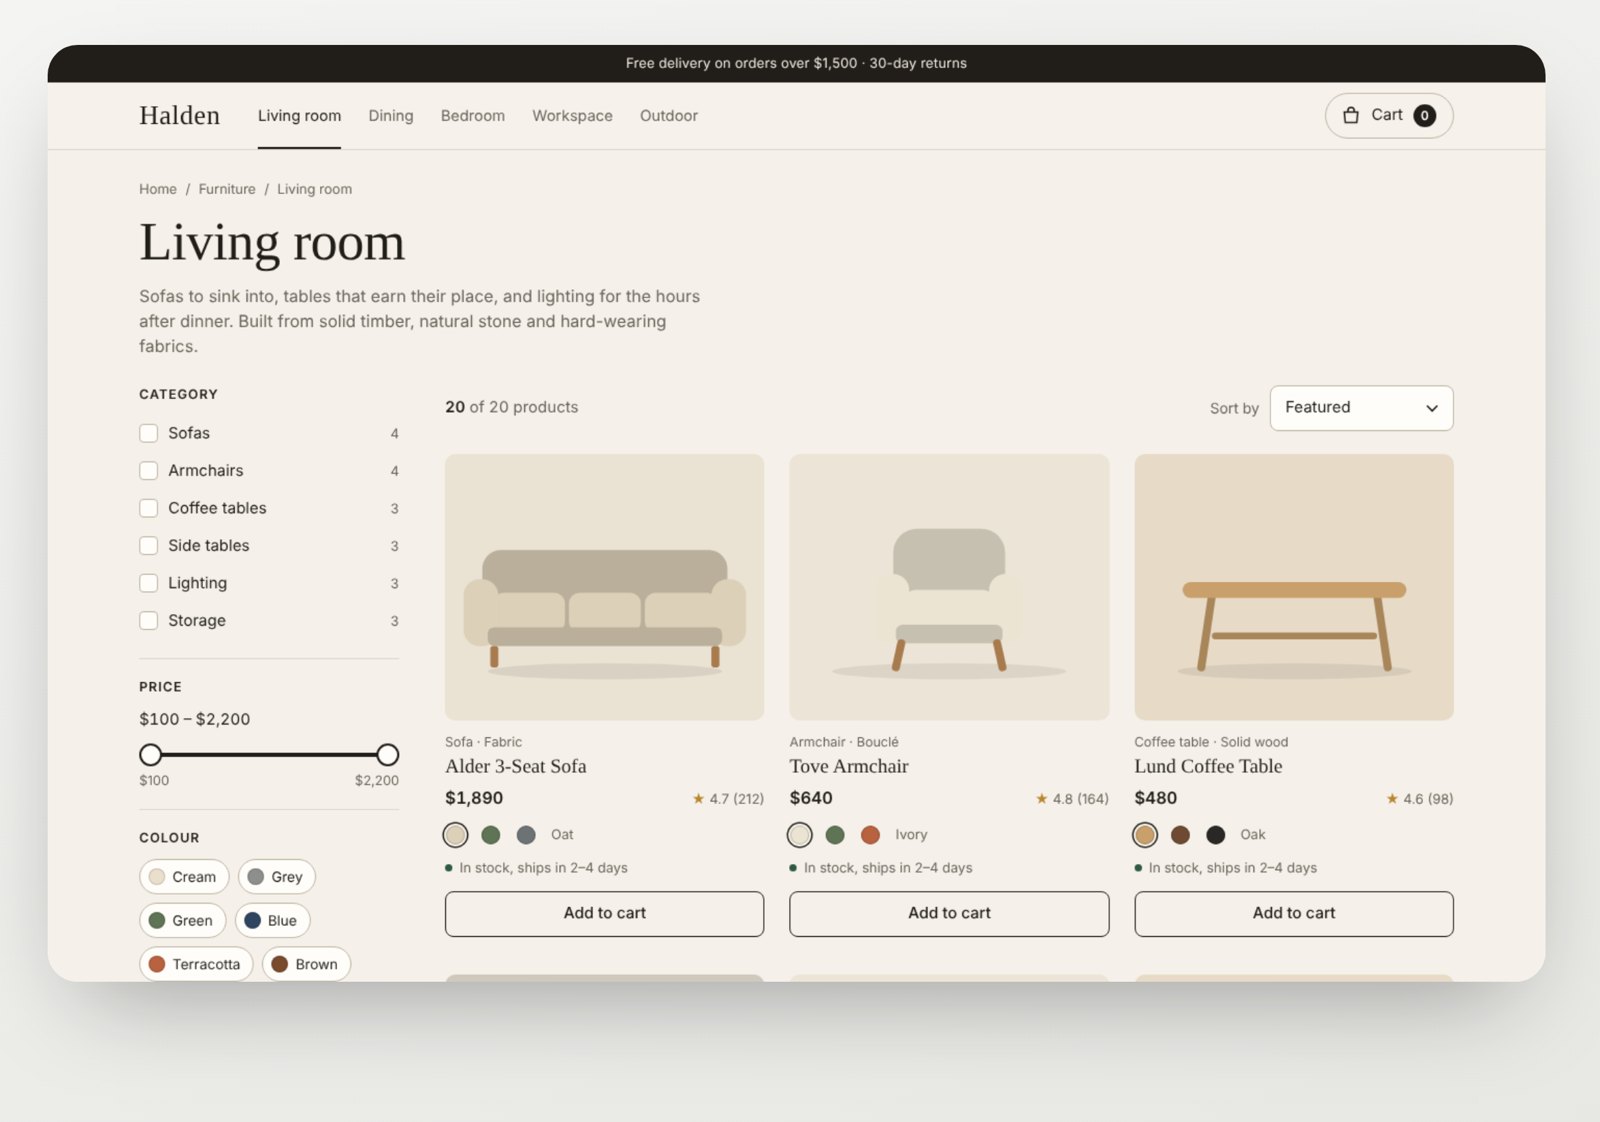 Free delivery on orders over $1,500 · 30-day returns
Halden
Living room
Dining
Bedroom
Workspace
Outdoor
Cart 0
Home / Furniture / Living room
Living room
Sofas to sink into, tables that earn their place, and lighting for the hours
after dinner. Built from solid timber, natural stone and hard-wearing
fabrics.
CATEGORY
Sofas 4
Armchairs 4
Coffee tables 3
Side tables 3
Lighting 3
Storage 3
PRICE
$100 – $2,200
$100 $2,200
COLOUR
Cream
Grey
Green
Blue
Terracotta
Brown
20 of 20 products
Sort by Featured
Sofa · Fabric
Alder 3-Seat Sofa
$1,890 ★ 4.7 (212)
Oat
In stock, ships in 2–4 days
Add to cart
Armchair · Bouclé
Tove Armchair
$640 ★ 4.8 (164)
Ivory
In stock, ships in 2–4 days
Add to cart
Coffee table · Solid wood
Lund Coffee Table
$480 ★ 4.6 (98)
Oak
In stock, ships in 2–4 days
Add to cart